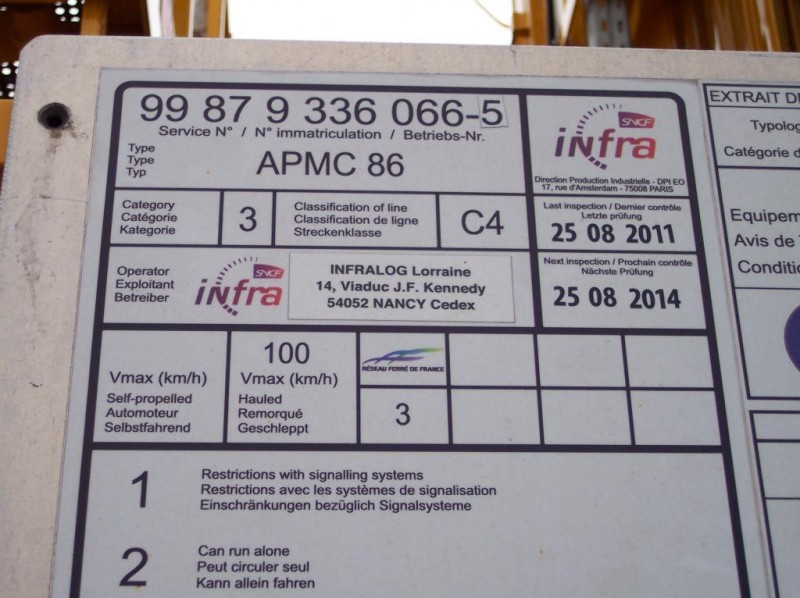 99 87 9 336 066-5
Service N° / N° immatriculation / Betriebs-Nr.
Type
Type
Typ
APMC 86
SNCF
infra
Direction Production Industrielle - DPI EO
17, rue d'Amsterdam - 75008 PARIS
Category
Catégorie
Kategorie
3
Classification of line
Classification de ligne
Streckenklasse
C4
Last inspection / Dernier contrôle
Letzte prüfung
25 08 2011
Operator
Exploitant
Betreiber
SNCF
infra
INFRALOG Lorraine
14, Viaduc J.F. Kennedy
54052 NANCY Cedex
Next inspection / Prochain contrôle
Nächste Prüfung
25 08 2014
Vmax (km/h)
Self-propelled
Automoteur
Selbstfahrend
100
Vmax (km/h)
Hauled
Remorqué
Geschleppt
RÉSEAU FERRÉ DE FRANCE
3
1
Restrictions with signalling systems
Restrictions avec les systèmes de signalisation
Einschränkungen bezüglich Signalsysteme
2
Can run alone
Peut circuler seul
Kann allein fahren
EXTRAIT
Typolog
Catégorie d
Equipem
Avis de
Conditio